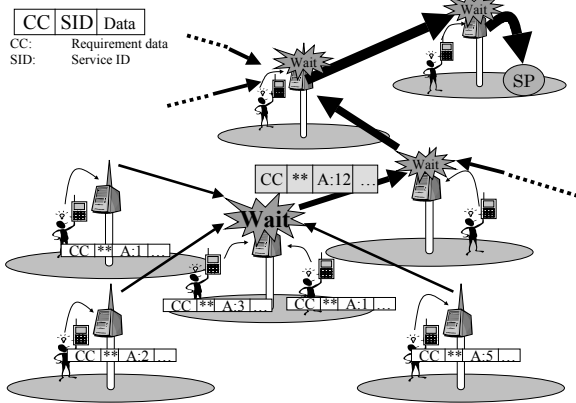 CC SID Data
CC: Requirement data
SID: Service ID
Wait
Wait
SP
Wait
CC ** A:12 …
Wait
CC ** A:1 …
CC ** A:3 …
CC ** A:1 …
CC ** A:2 …
CC ** A:5 …